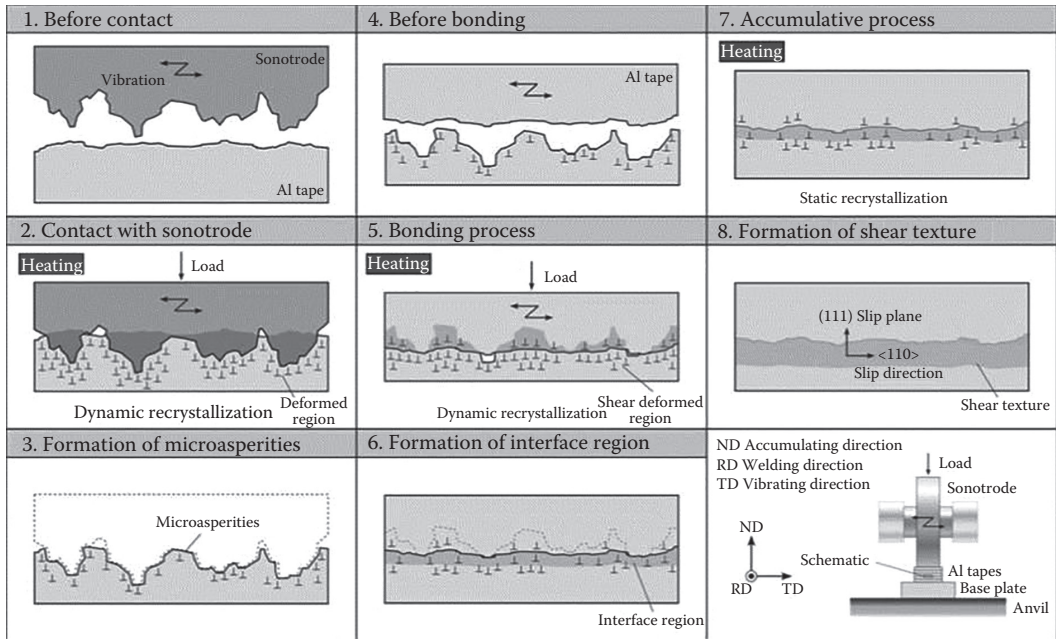 1. Before contact
Vibration
Sonotrode
Al tape
2. Contact with sonotrode
Heating
Load
Dynamic recrystallization
Deformed
region
3. Formation of microasperities
Microasperities
4. Before bonding
Al tape
5. Bonding process
Heating
Load
Dynamic recrystallization
Shear deformed
region
6. Formation of interface region
Interface region
7. Accumulative process
Heating
Static recrystallization
8. Formation of shear texture
(111) Slip plane
<110>
Slip direction
Shear texture
ND Accumulating direction
RD Welding direction
TD Vibrating direction
Load
Sonotrode
ND
RD
TD
Schematic
Al tapes
Base plate
Anvil